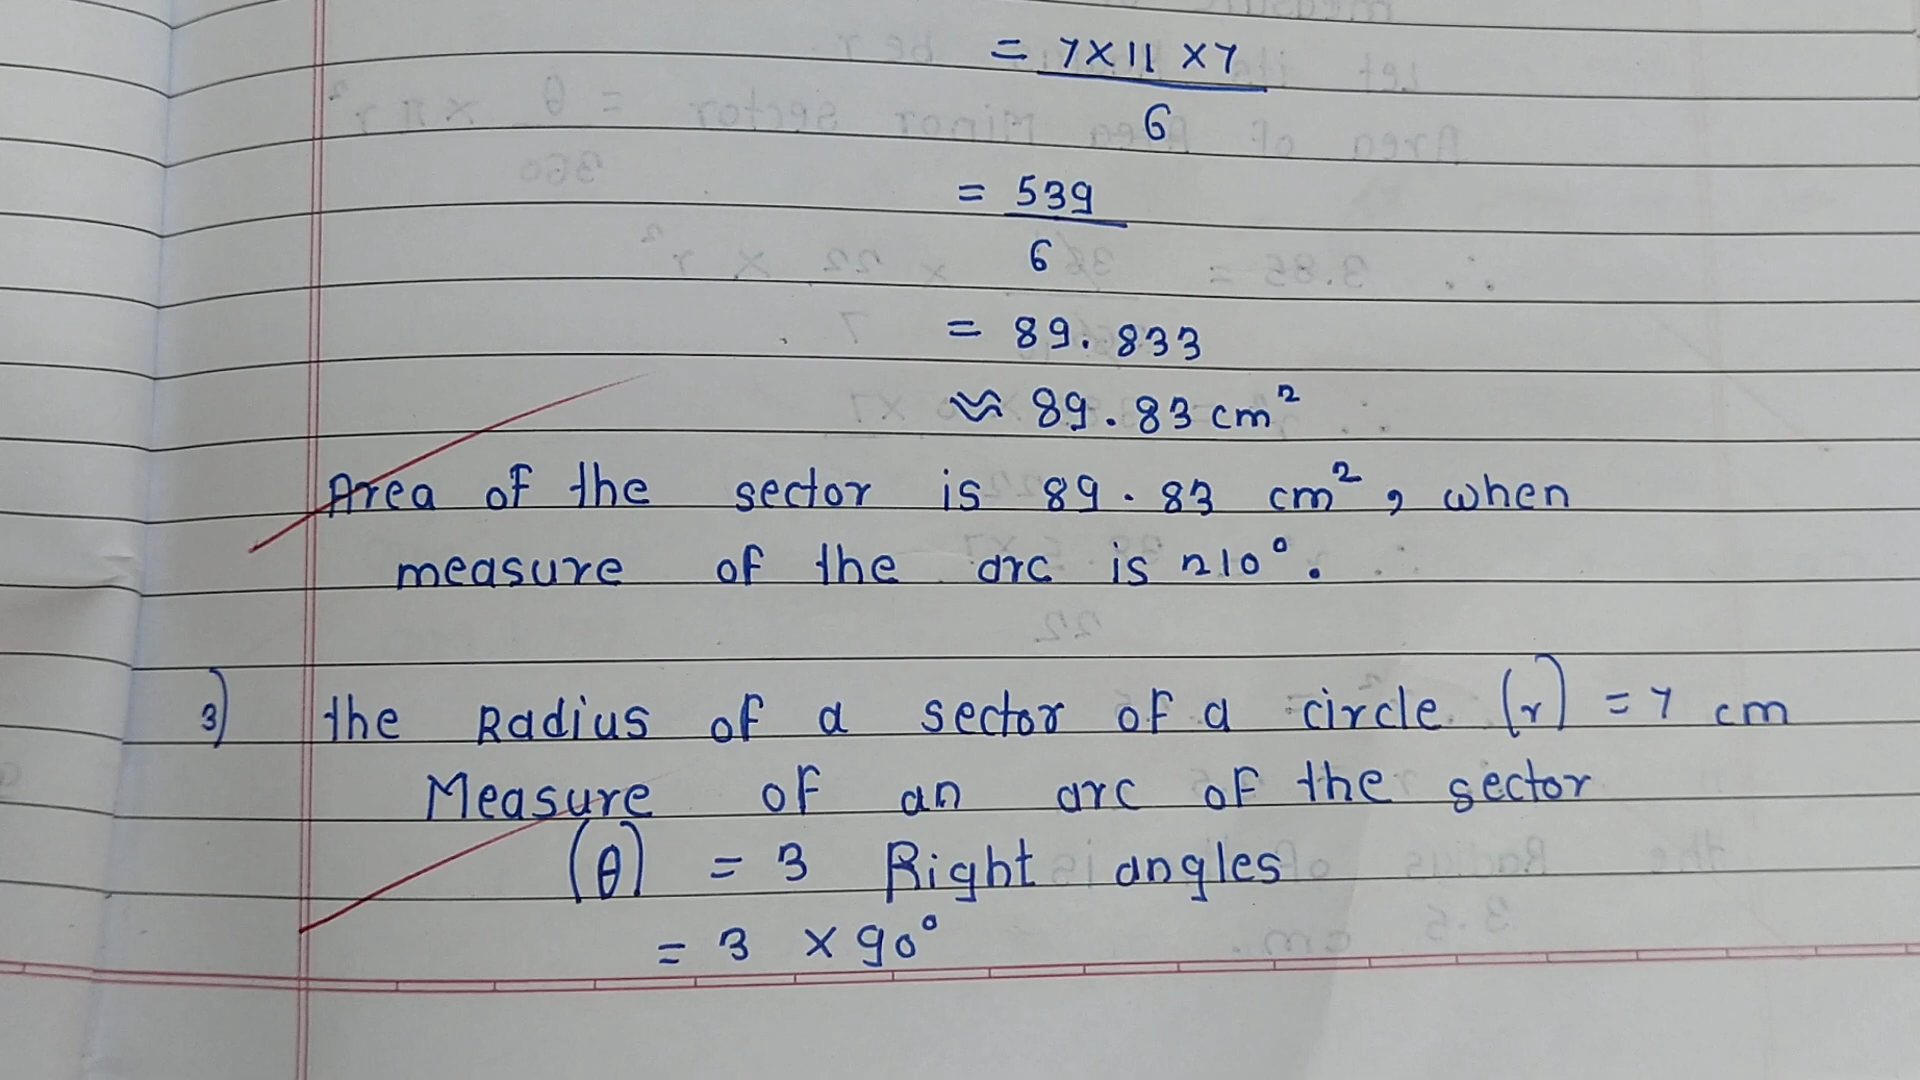 = 7 × 11 × 7
6
= 539
6
= 89.833
≈ 89.83 cm²
Area of the sector is 89.83 cm², when
measure of the arc is 210°.
3) the Radius of a sector of a circle (r) = 7 cm
Measure of an arc of the sector
(θ) = 3 Right angles
= 3 × 90°